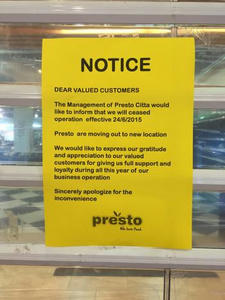 NOTICE
DEAR VALUED CUSTOMERS
The Management of Presto Citta would
like to inform that we will ceased
operation effective 24/6/2015
Presto are moving out to new location
We would like to express our gratitude
and appreciation to our valued
customers for giving us full support and
loyalty during all this year of our
business operation
Sincerely apologize for the
inconvenience
presto
We Love Food